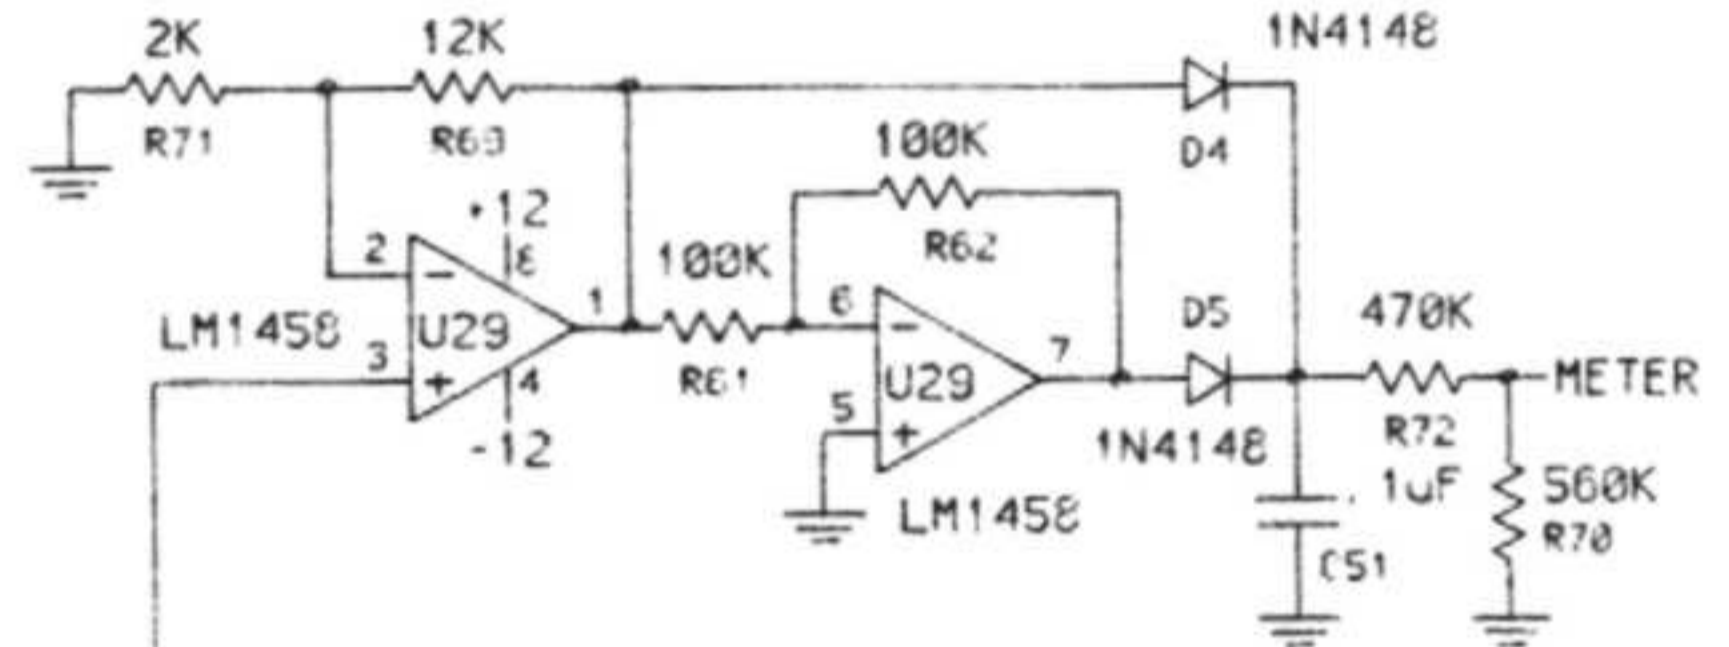 2K
12K
1N4148
R71
R69
100K
D4
+12
2
-
8
100K
R62
LM1458
U29
1
6
-
D5
470K
3
+
4
R61
U29
7
METER
-12
5
+
1N4148
R72
LM1458
.1uF
560K
R70
C51